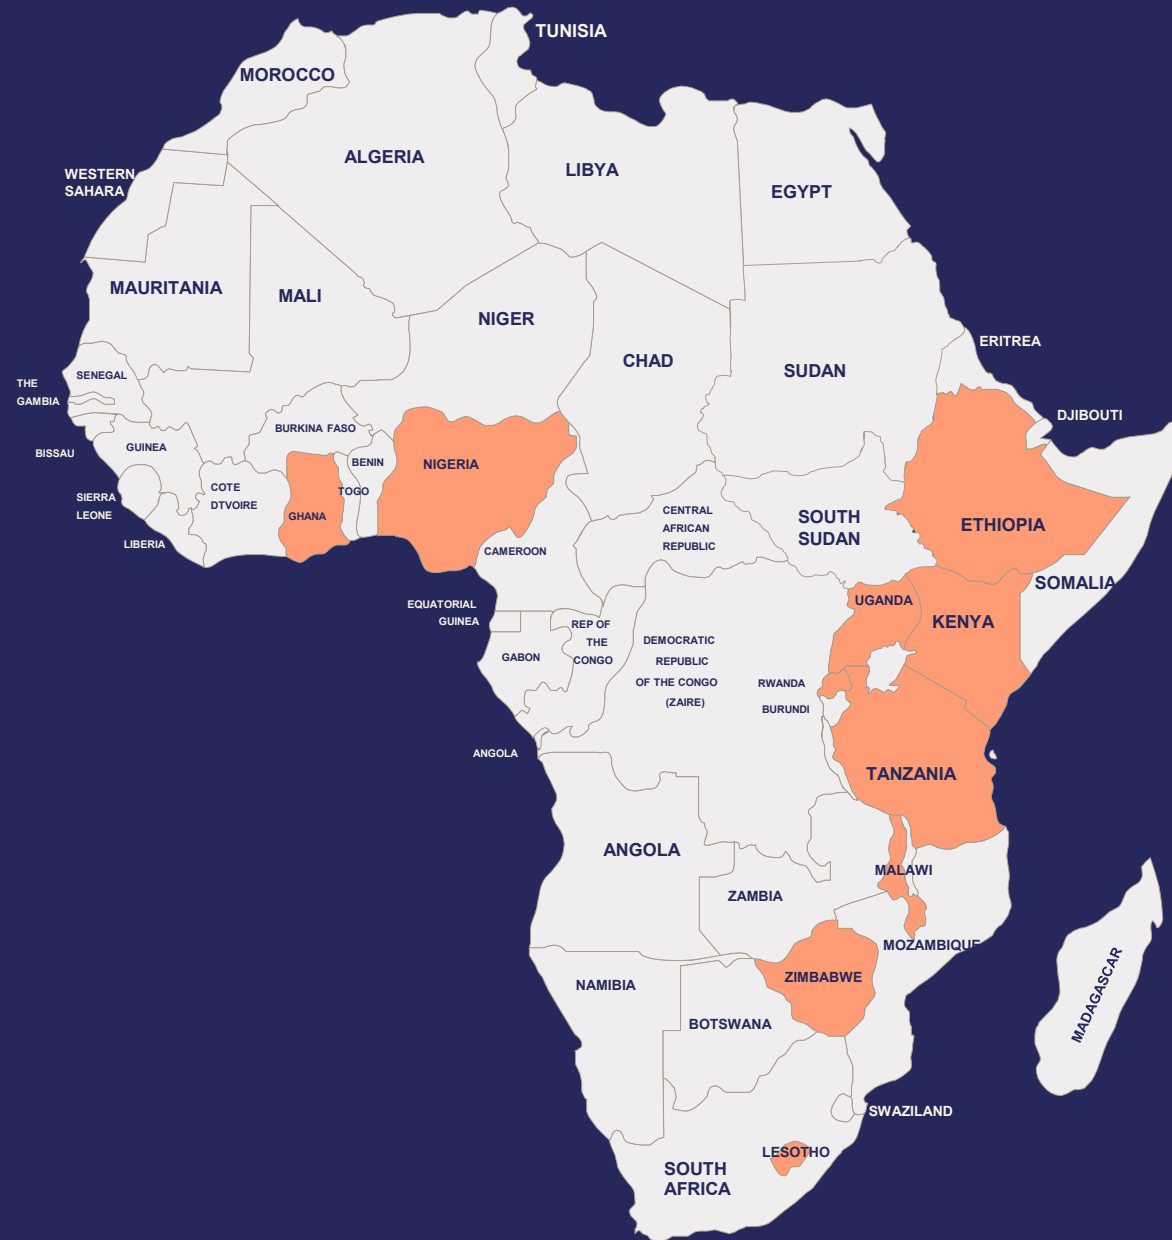 TUNISIA
MOROCCO
ALGERIA
LIBYA
WESTERN
SAHARA
EGYPT
MAURITANIA
MALI
NIGER
ERITREA
CHAD
SUDAN
SENEGAL
THE
GAMBIA
DJIBOUTI
BURKINA FASO
GUINEA
BISSAU
BENIN
NIGERIA
COTE
DTVOIRE
TOGO
SIERRA
LEONE
GHANA
CENTRAL
AFRICAN
REPUBLIC
SOUTH
SUDAN
ETHIOPIA
LIBERIA
CAMEROON
SOMALIA
EQUATORIAL
GUINEA
UGANDA
KENYA
REP OF
THE
CONGO
GABON
DEMOCRATIC
REPUBLIC
OF THE CONGO
(ZAIRE)
RWANDA
BURUNDI
ANGOLA
TANZANIA
ANGOLA
MALAWI
ZAMBIA
MOZAMBIQUE
NAMIBIA
ZIMBABWE
MADAGASCAR
BOTSWANA
SWAZILAND
LESOTHO
SOUTH
AFRICA